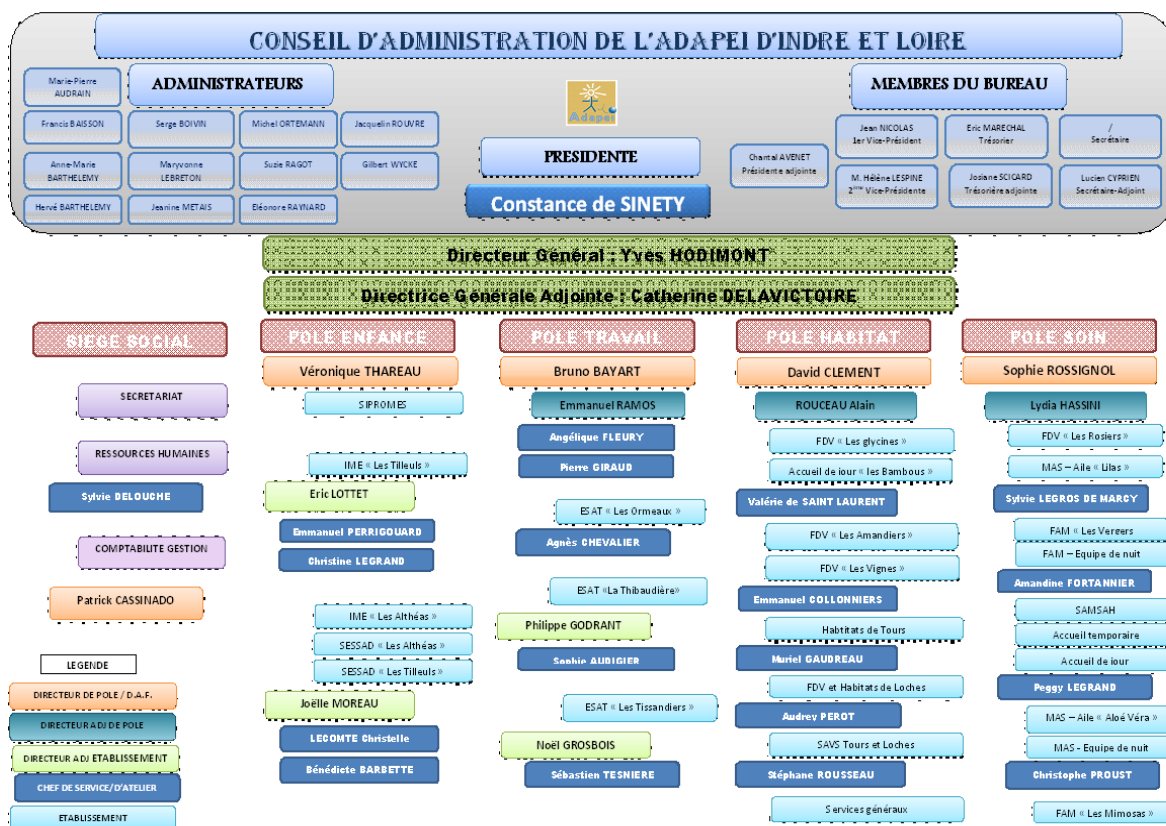 CONSEIL D'ADMINISTRATION DE L'ADAPEI D'INDRE ET LOIRE
ADMINISTRATEURS
Marie-Pierre
AUDRAIN
Francis BAISSON
Serge BOIVIN
Michel ORTEMANN
Jacquelin ROUVRE
Anne-Marie
BARTHELEMY
Maryvonne
LEBRETON
Suzie RAGOT
Gilbert WYCKE
Hervé BARTHELEMY
Jeanine METAIS
Eléonore RAYNARD
Adapei
PRESIDENTE
Constance de SINETY
MEMBRES DU BUREAU
Chantal AVENET
Présidente adjointe
Jean NICOLAS
1er Vice-Président
Eric MARECHAL
Trésorier
/
Secrétaire
M. Hélène LESPINE
2ème Vice-Présidente
Josiane SCICARD
Trésorière adjointe
Lucien CYPRIEN
Secrétaire-Adjoint
Directeur Général : Yves HODIMONT
Directrice Générale Adjointe : Catherine DELAVICTOIRE
SIEGE SOCIAL
SECRETARIAT
RESSOURCES HUMAINES
Sylvie DELOUCHE
COMPTABILITE GESTION
Patrick CASSINADO
LEGENDE
DIRECTEUR DE POLE / D.A.F.
DIRECTEUR ADJ DE POLE
DIRECTEUR ADJ ETABLISSEMENT
CHEF DE SERVICE/D'ATELIER
ETABLISSEMENT
POLE ENFANCE
Véronique THAREAU
SIPROMES
IME « Les Tilleuls »
Eric LOTTET
Emmanuel PERRIGOUARD
Christine LEGRAND
IME « Les Althéas »
SESSAD « Les Althéas »
SESSAD « Les Tilleuls »
Joëlle MOREAU
LECOMTE Christelle
Bénédicte BARBETTE
POLE TRAVAIL
Bruno BAYART
Emmanuel RAMOS
Angélique FLEURY
Pierre GIRAUD
ESAT « Les Ormeaux »
Agnès CHEVALIER
ESAT «La Thibaudière»
Philippe GODRANT
Sophie AUDIGIER
ESAT « Les Tissandiers »
Noël GROSBOIS
Sébastien TESNIERE
POLE HABITAT
David CLEMENT
ROUCEAU Alain
FDV « Les glycines »
Accueil de jour « les Bambous »
Valérie de SAINT LAURENT
FDV « Les Amandiers »
FDV « Les Vignes »
Emmanuel COLLONNIERS
Habtitats de Tours
Muriel GAUDREAU
FDV et Habitats de Loches
Audrey PEROT
SAVS Tours et Loches
Stéphane ROUSSEAU
Services généraux
POLE SOIN
Sophie ROSSIGNOL
Lydia HASSINI
FDV « Les Rosiers »
MAS – Aile « Lilas »
Sylvie LEGROS DE MARCY
FAM « Les Vergers
FAM – Equipe de nuit
Amandine FORTANNIER
SAMSAH
Accueil temporaire
Accueil de jour
Peggy LEGRAND
MAS – Aile « Aloé Véra »
MAS - Equipe de nuit
Christophe PROUST
FAM « Les Mimosas »